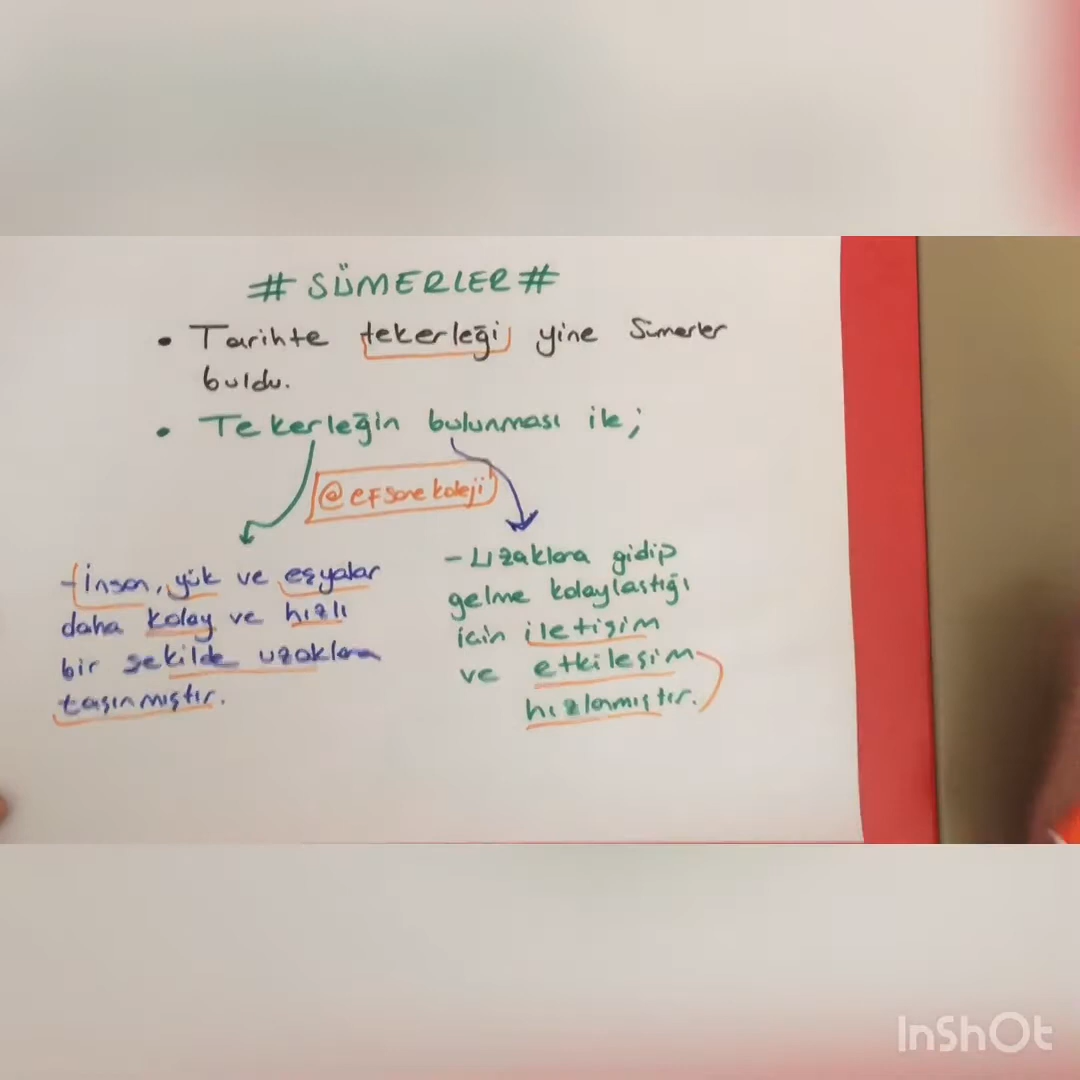 # SÜMERLER #
• Tarihte tekerleği yine Sümerler
buldu.
• Tekerleğin bulunması ile;
@efsanekoleji
- İnsan, yük ve eşyalar
daha kolay ve hızlı
bir şekilde uzaklara
taşınmıştır.
- Uzaklara gidip
gelme kolaylaştığı
için iletişim
ve etkileşim
hızlanmıştır.
InShOt